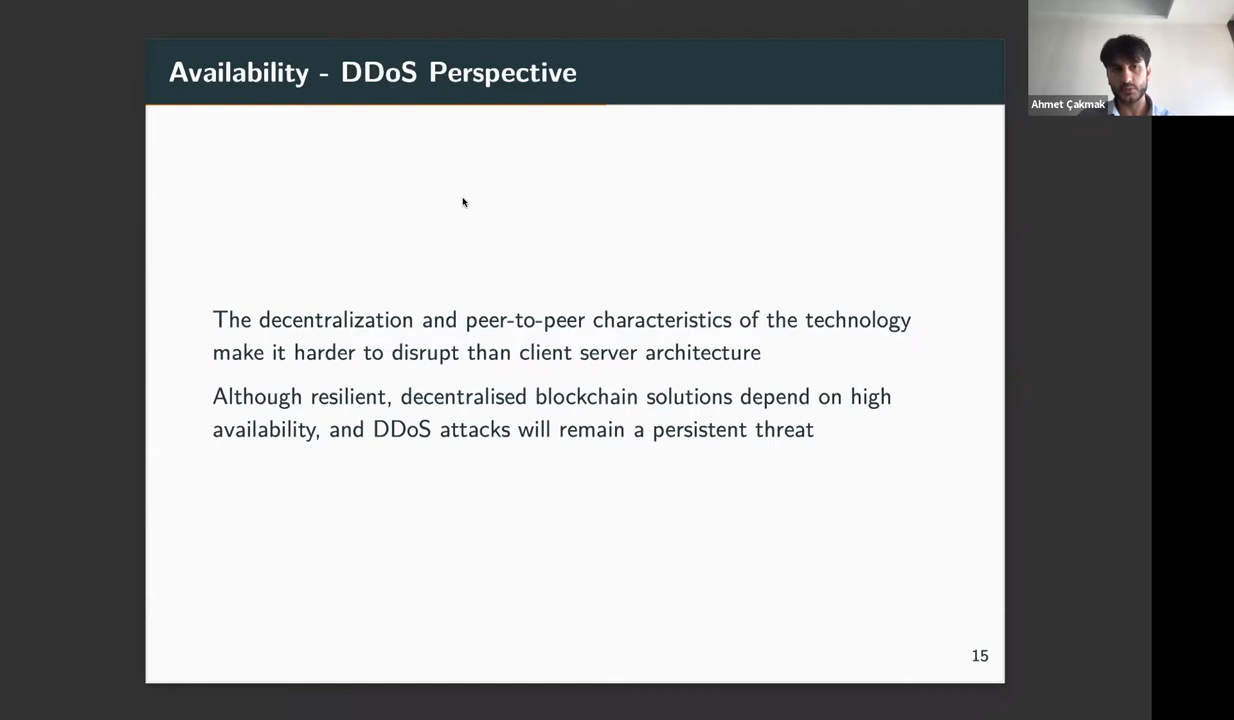 Availability - DDoS Perspective
Ahmet Çakmak
The decentralization and peer-to-peer characteristics of the technology
make it harder to disrupt than client server architecture
Although resilient, decentralised blockchain solutions depend on high
availability, and DDoS attacks will remain a persistent threat
15